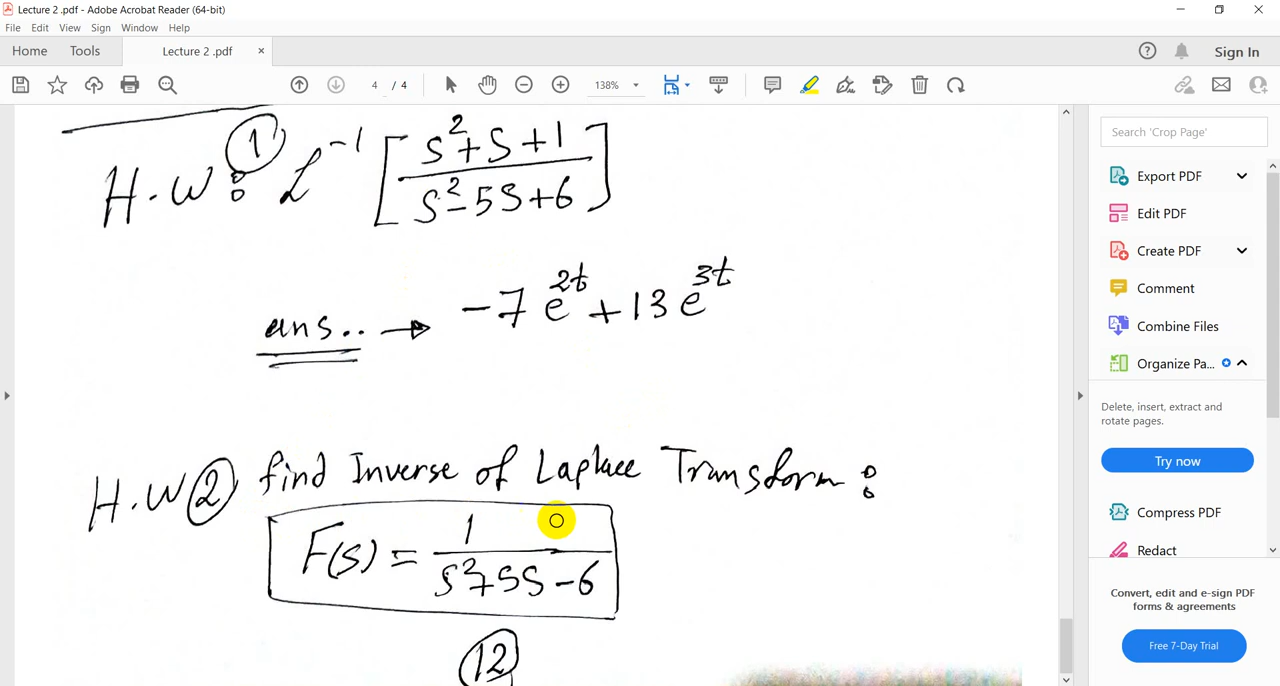 Lecture 2 .pdf - Adobe Acrobat Reader (64-bit)
File Edit View Sign Window Help
Home Tools Lecture 2 .pdf × Sign In
4 / 4 138%
H.W: ① L⁻¹ [ s²+s+1 / s²-5s+6 ]
ans.. → -7e^2t + 13e^3t
H.W ② find Inverse of Laplace Transform:
F(s) = 1 / s²+5s-6
12
Search 'Crop Page'
Export PDF
Edit PDF
Create PDF
Comment
Combine Files
Organize Pa...
Delete, insert, extract and
rotate pages.
Try now
Compress PDF
Redact
Convert, edit and e-sign PDF
forms & agreements
Free 7-Day Trial